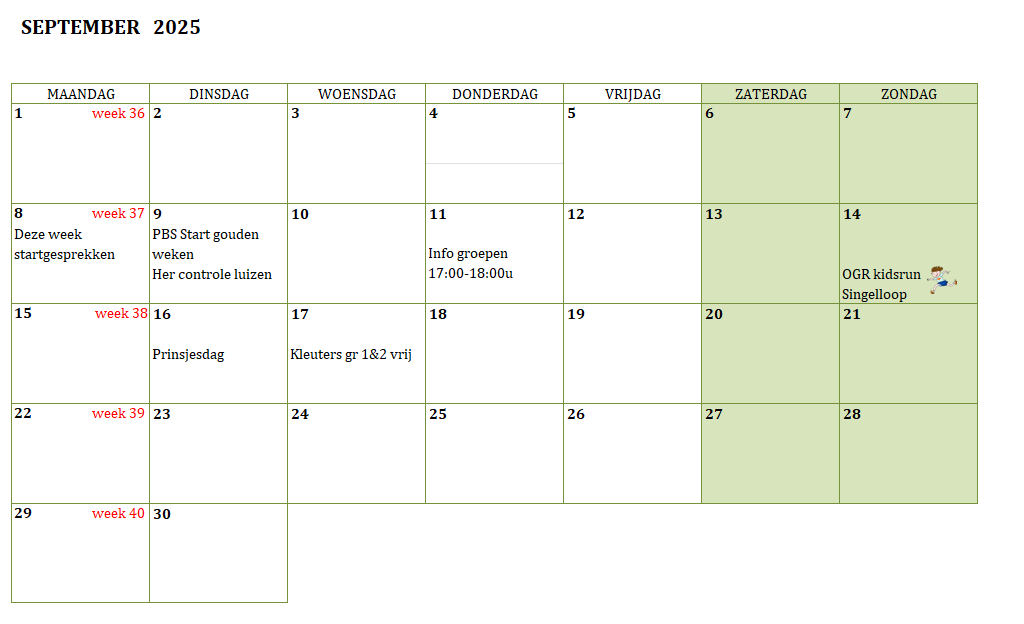 SEPTEMBER 2025
MAANDAG DINSDAG WOENSDAG DONDERDAG VRIJDAG ZATERDAG ZONDAG
1 week 36 2 3 4 5 6 7
8 week 37 9 10 11 12 13 14
Deze week
startgesprekken
PBS Start gouden
weken
Her controle luizen
Info groepen
17:00-18:00u
OGR kidsrun
Singelloop
15 week 38 16 17 18 19 20 21
Prinsjesdag
Kleuters gr 1&2 vrij
22 week 39 23 24 25 26 27 28
29 week 40 30